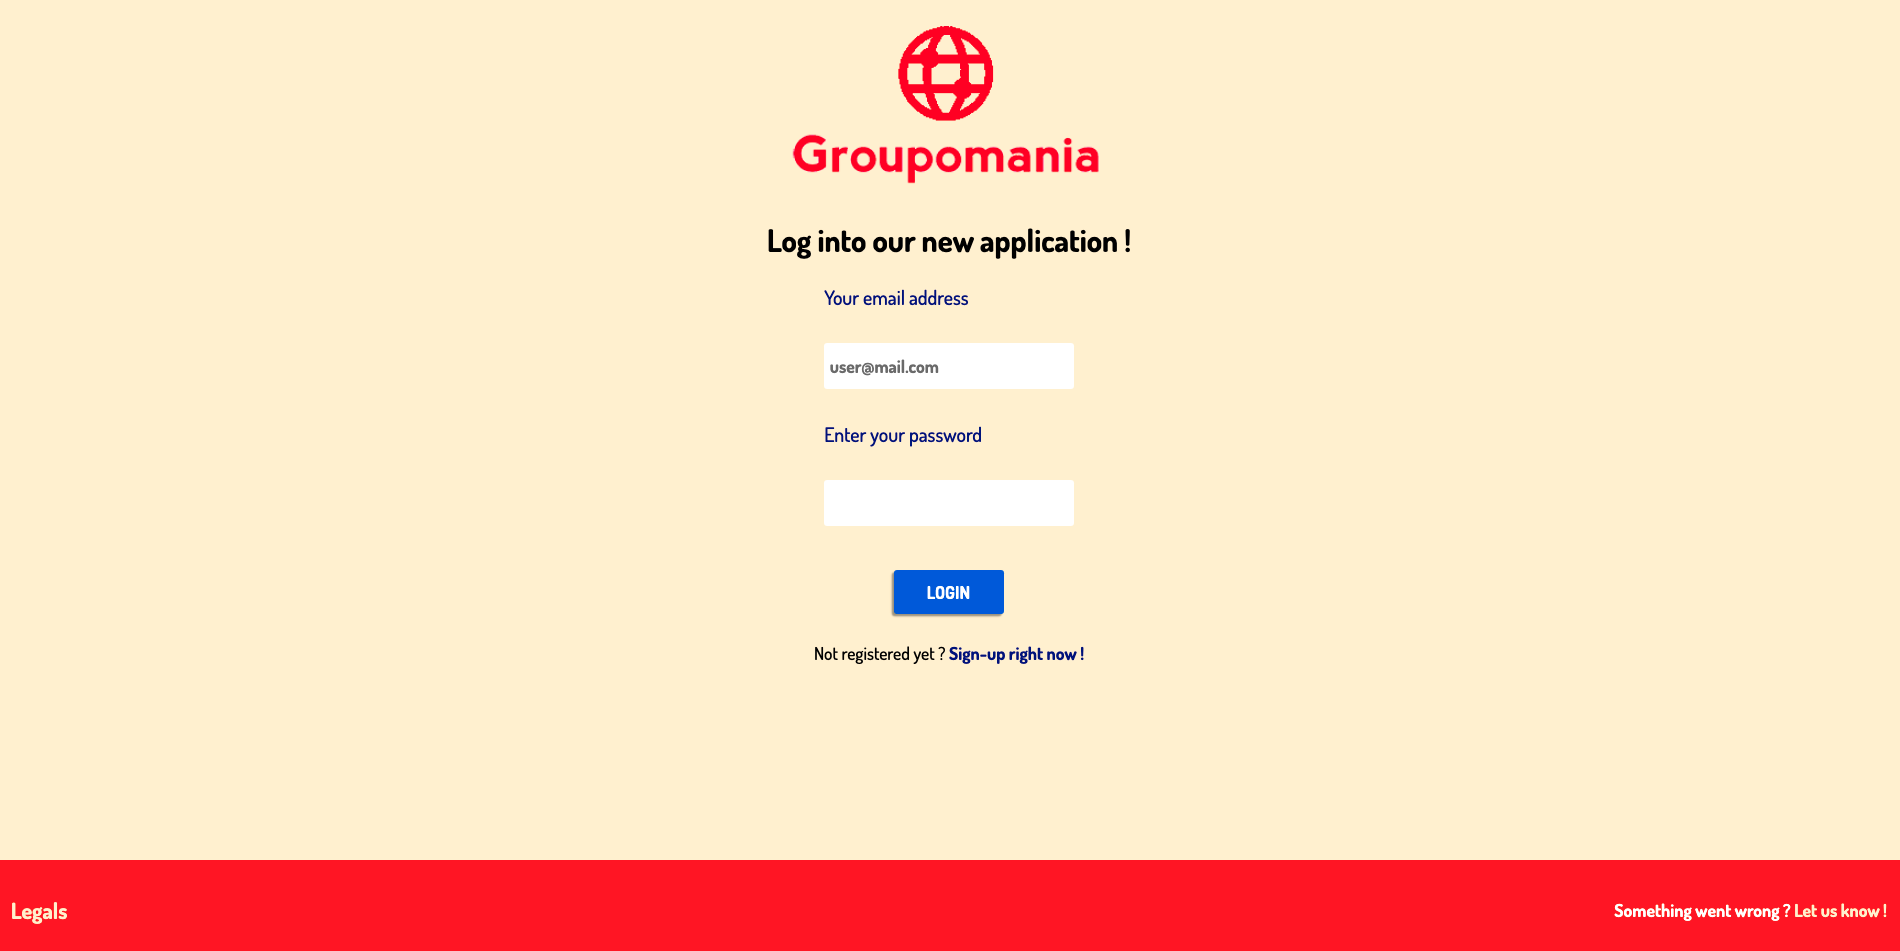 Groupomania
Log into our new application !
Your email address
user@mail.com
Enter your password
LOGIN
Not registered yet ? Sign-up right now !
Legals
Something went wrong ? Let us know !